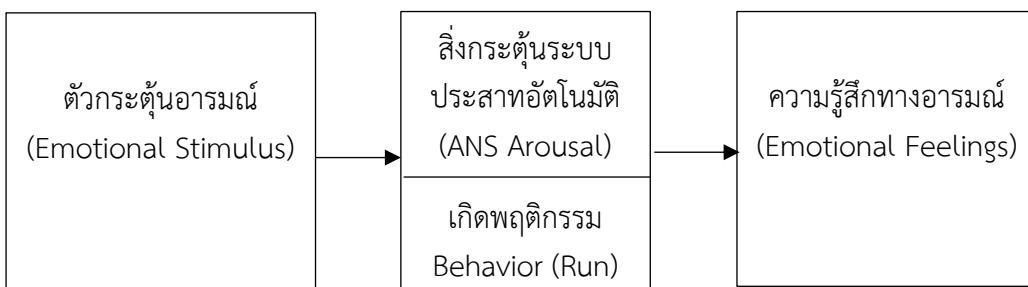 ตัวกระตุ้นอารมณ์
(Emotional Stimulus)
สิ่งกระตุ้นระบบ
ประสาทอัตโนมัติ
(ANS Arousal)
เกิดพฤติกรรม
Behavior (Run)
ความรู้สึกทางอารมณ์
(Emotional Feelings)